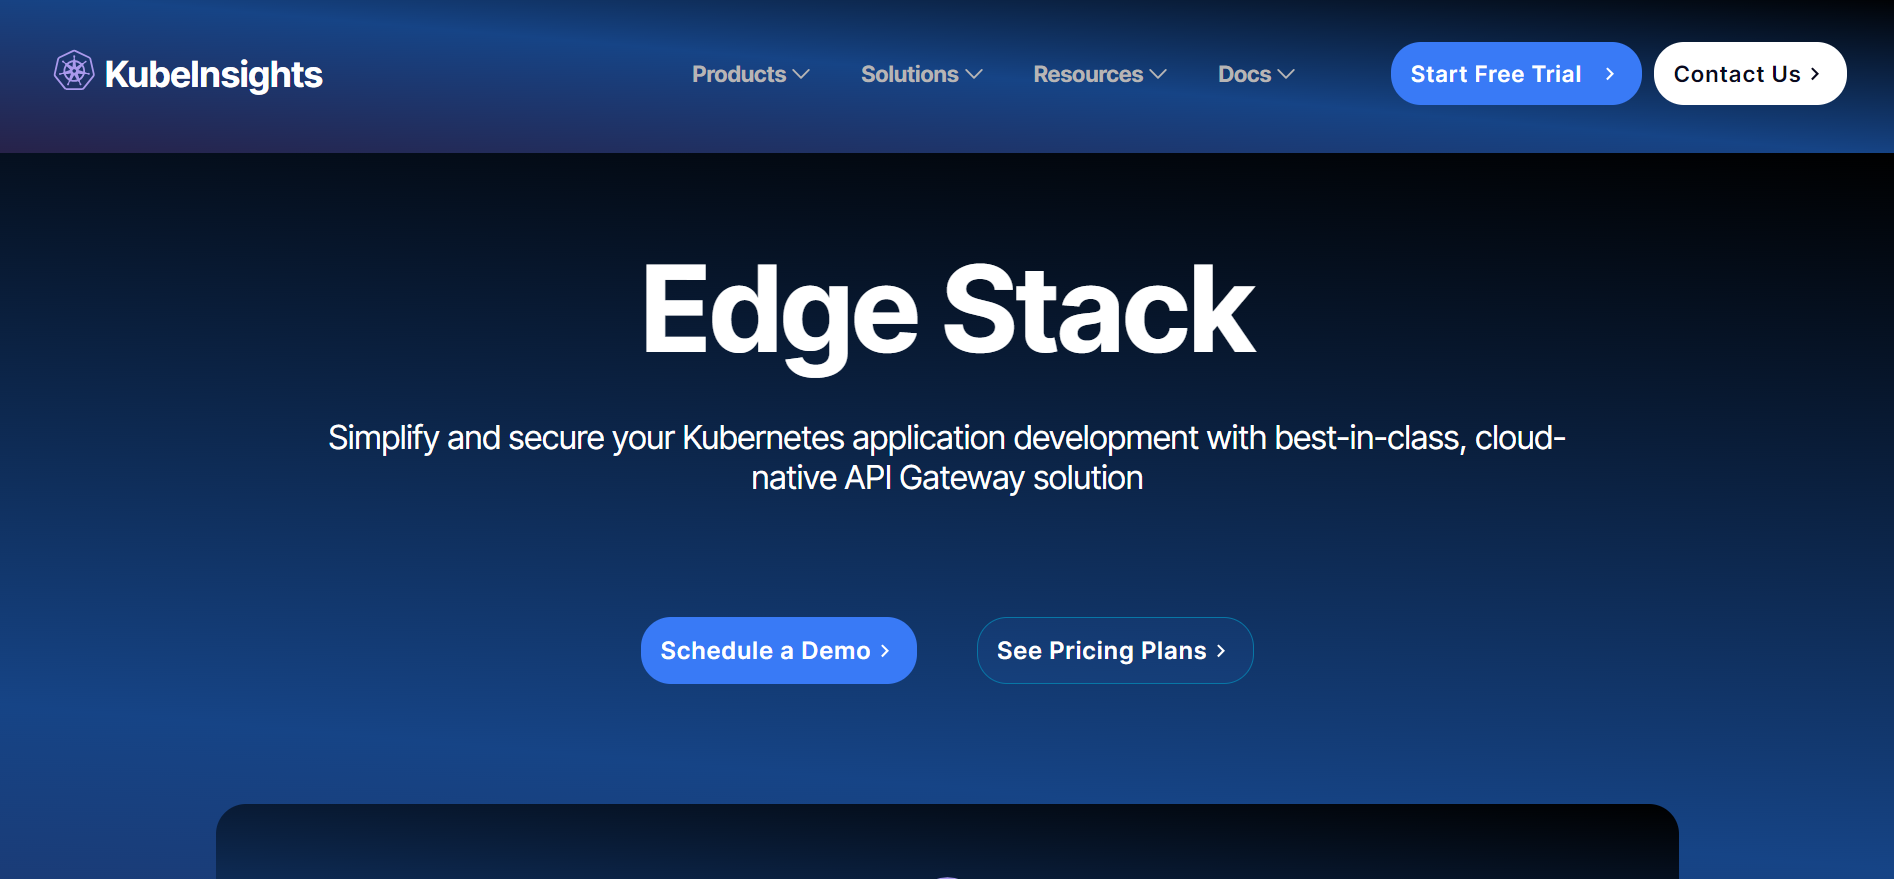 KubeInsights
Products
Solutions
Resources
Docs
Start Free Trial
Contact Us
Edge Stack
Simplify and secure your Kubernetes application development with best-in-class, cloud-
native API Gateway solution
Schedule a Demo
See Pricing Plans